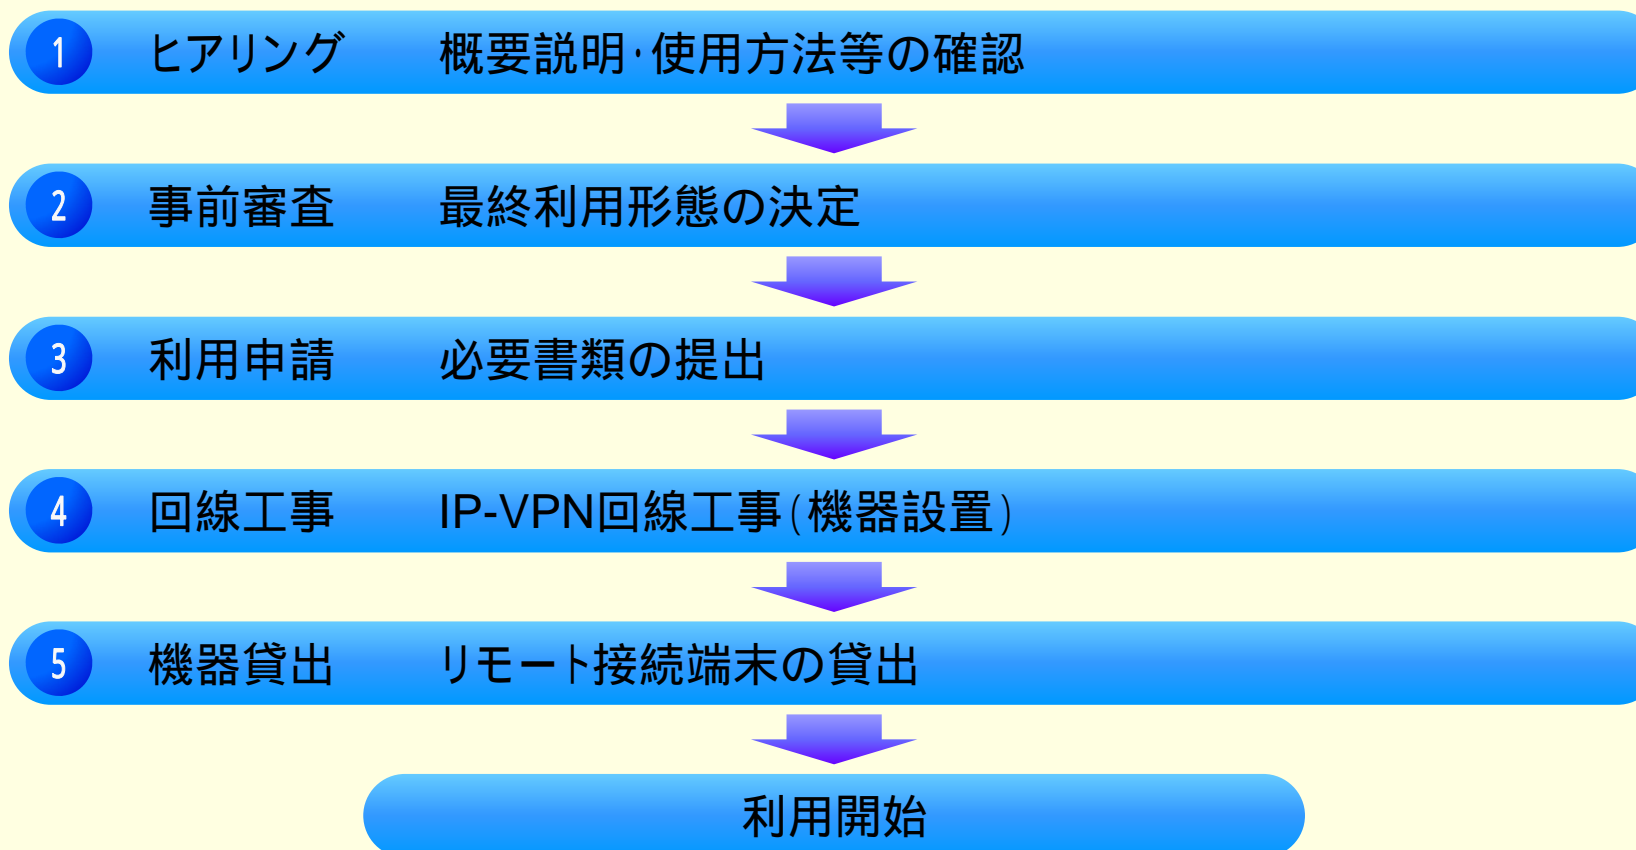 1 ヒアリング 概要説明・使用方法等の確認
2 事前審査 最終利用形態の決定
3 利用申請 必要書類の提出
4 回線工事 IP-VPN回線工事(機器設置)
5 機器貸出 リモート接続端末の貸出
利用開始